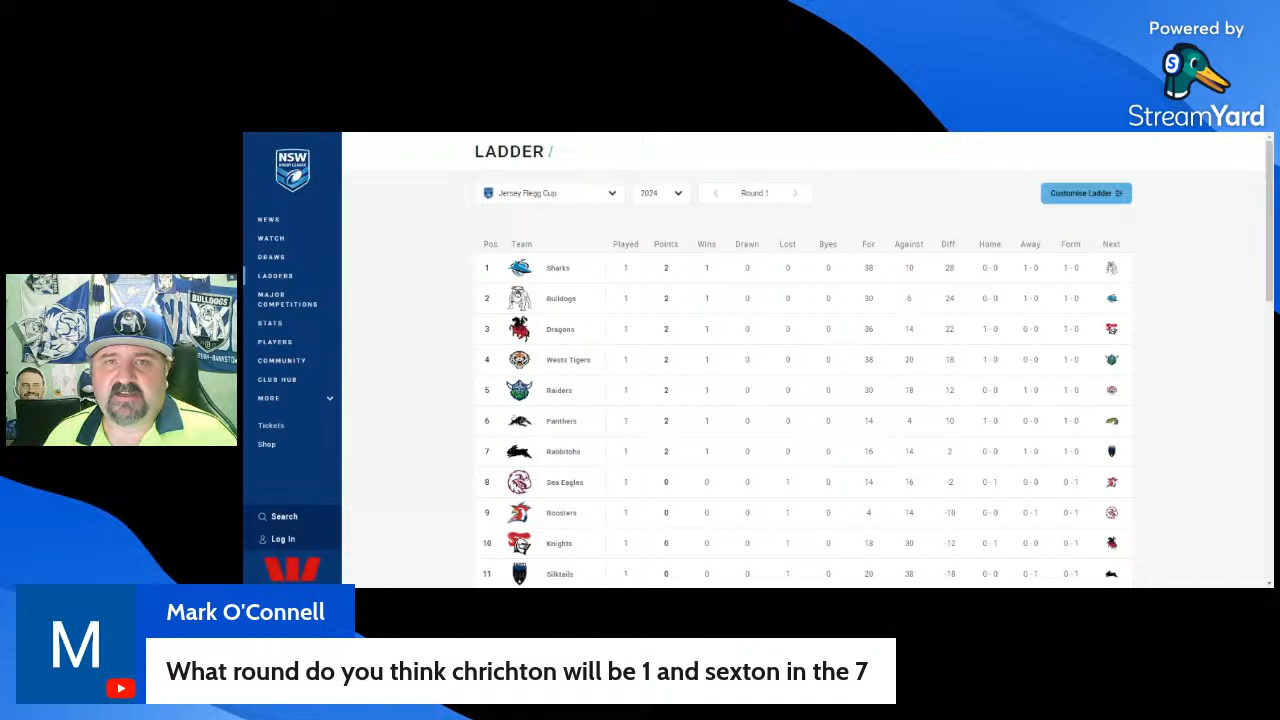 Powered by
StreamYard
NSW
RUGBY LEAGUE
NEWS
WATCH
DRAWS
LADDERS
MAJOR
COMPETITIONS
STATS
PLAYERS
COMMUNITY
CLUB HUB
MORE
Tickets
Shop
Search
Log In
LADDER /
Jersey Flegg Cup 2024 Round 1 Customise Ladder
Pos Team Played Points Wins Drawn Lost Byes For Against Diff Home Away Form Next
1 Sharks 1 2 1 0 0 0 38 10 28 0 - 0 1 - 0 1 - 0
2 Bulldogs 1 2 1 0 0 0 30 6 24 0 - 0 1 - 0 1 - 0
3 Dragons 1 2 1 0 0 0 36 14 22 1 - 0 0 - 0 1 - 0
4 Wests Tigers 1 2 1 0 0 0 38 20 18 1 - 0 0 - 0 1 - 0
5 Raiders 1 2 1 0 0 0 30 18 12 0 - 0 1 - 0 1 - 0
6 Panthers 1 2 1 0 0 0 14 4 10 1 - 0 0 - 0 1 - 0
7 Rabbitohs 1 2 1 0 0 0 16 14 2 0 - 0 1 - 0 1 - 0
8 Sea Eagles 1 0 0 0 1 0 14 16 -2 0 - 1 0 - 0 0 - 1
9 Roosters 1 0 0 0 1 0 4 14 -10 0 - 0 0 - 1 0 - 1
10 Knights 1 0 0 0 1 0 18 30 -12 0 - 1 0 - 0 0 - 1
11 Silktails 1 0 0 0 1 0 20 38 -18 0 - 0 0 - 1 0 - 1
BULLDOGS
M
Mark O'Connell
What round do you think chrichton will be 1 and sexton in the 7